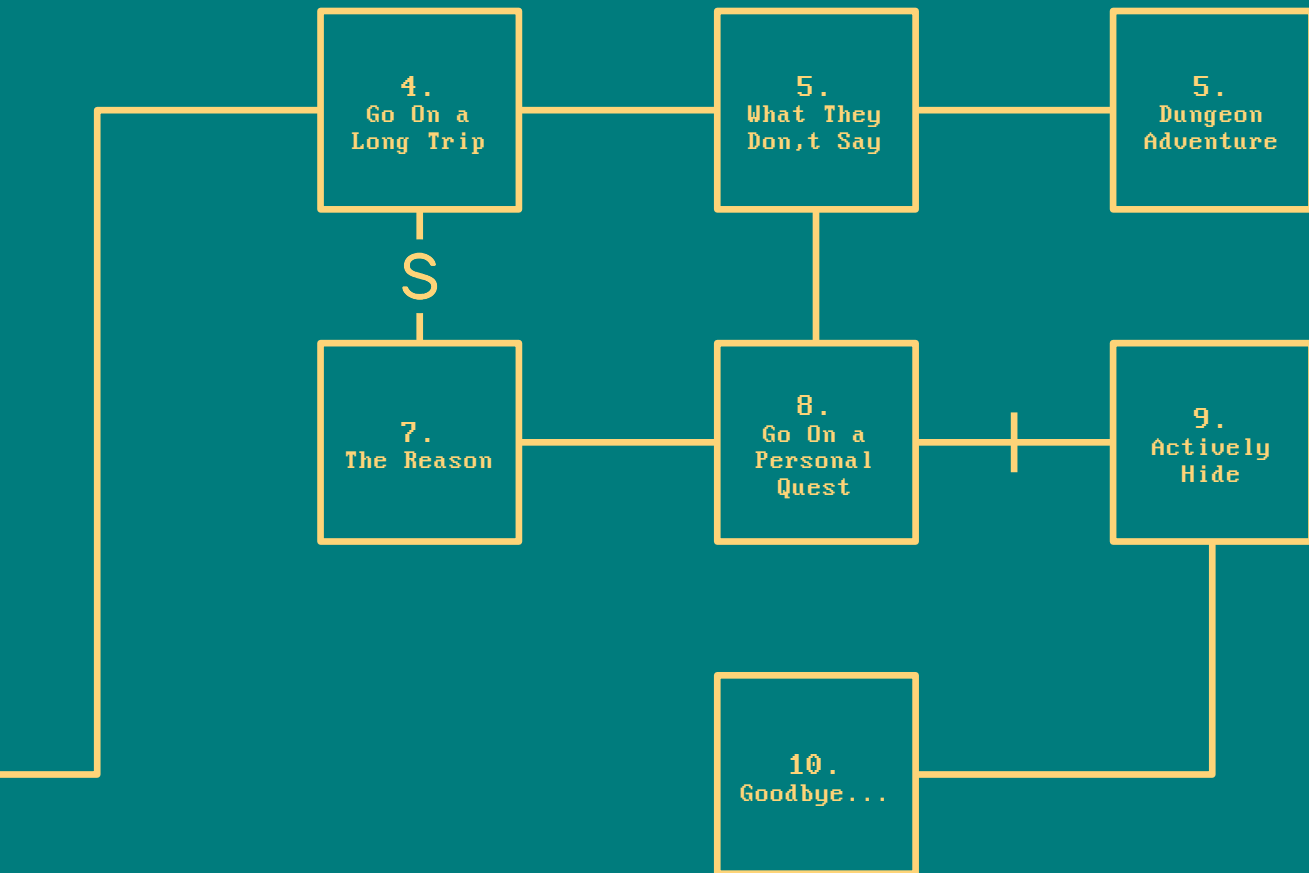 4.
Go On a
Long Trip
5.
What They
Don,t Say
5.
Dungeon
Adventure
S
7.
The Reason
8.
Go On a
Personal
Quest
9.
Actively
Hide
10.
Goodbye...